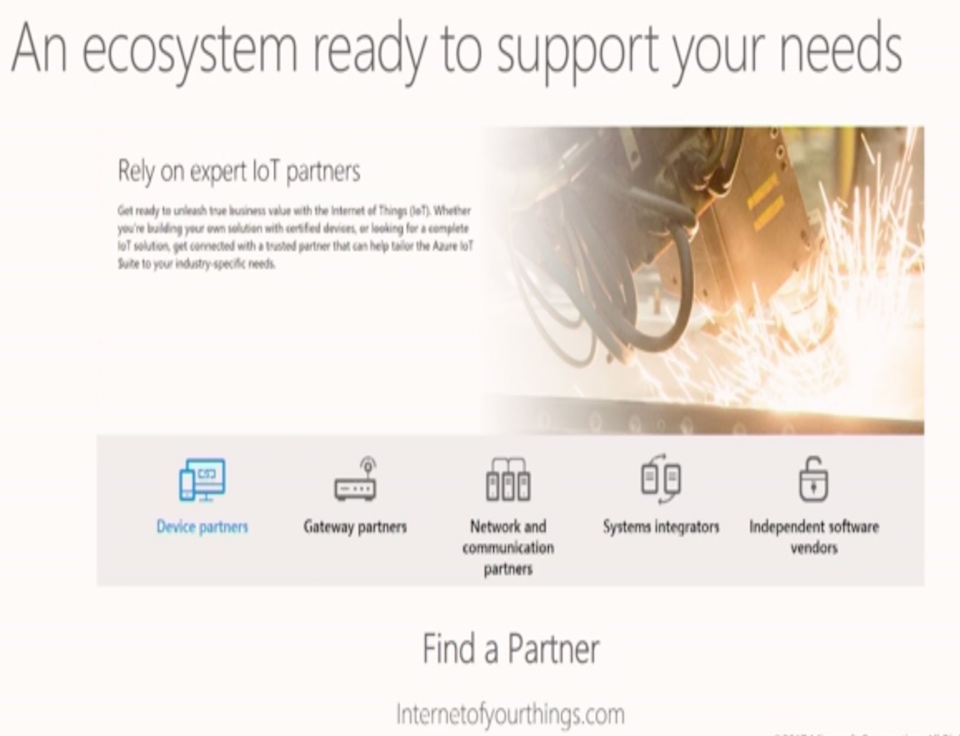 An ecosystem ready to support your needs
Rely on expert IoT partners
Get ready to unleash true business value with the Internet of Things (IoT). Whether
you're building your own solution with certified devices, or looking for a complete
IoT solution, get connected with a trusted partner that can help tailor the Azure IoT
Suite to your industry-specific needs.
Device partners
Gateway partners
Network and
communication
partners
Systems integrators
Independent software
vendors
Find a Partner
Internetofyourthings.com